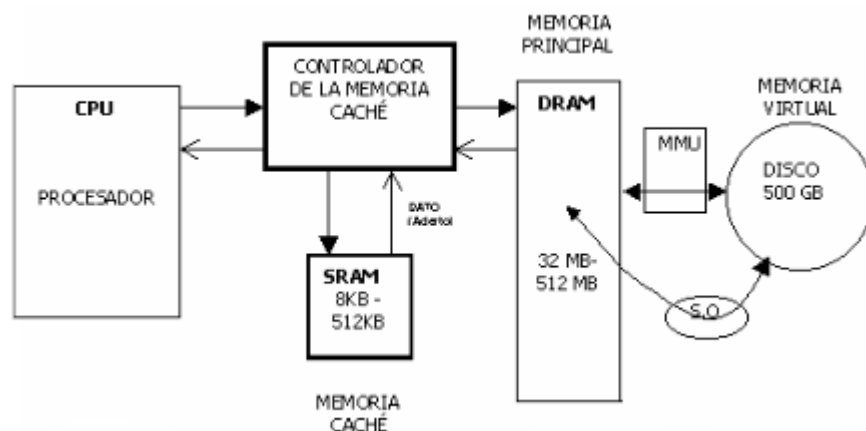 CPU
PROCESADOR
CONTROLADOR
DE LA MEMORIA
CACHÉ
DATO
(Acierto)
SRAM
8KB -
512KB
MEMORIA
CACHÉ
MEMORIA
PRINCIPAL
DRAM
32 MB-
512 MB
MMU
S.O
MEMORIA
VIRTUAL
DISCO
500 GB